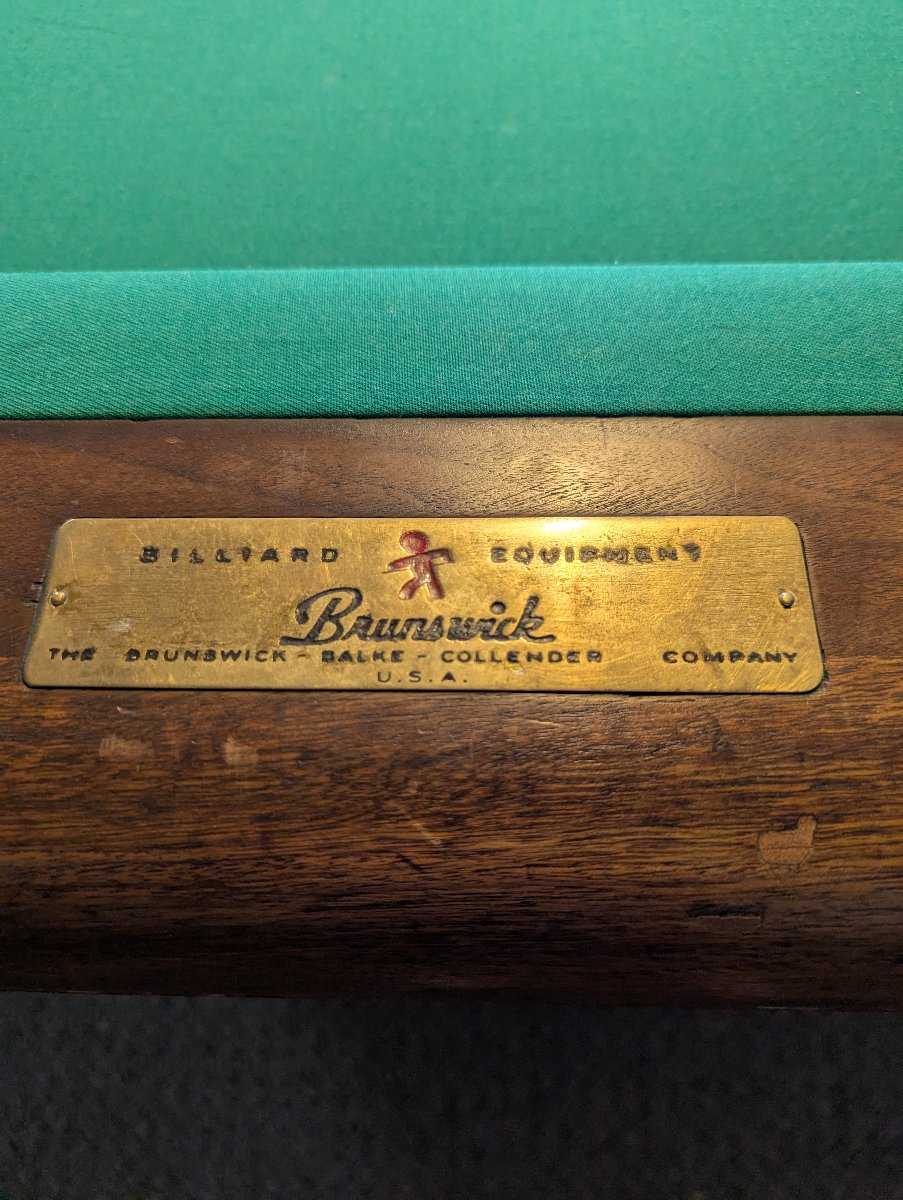 BILLIARD EQUIPMENT
Brunswick
THE BRUNSWICK - BALKE - COLLENDER COMPANY
U.S.A.